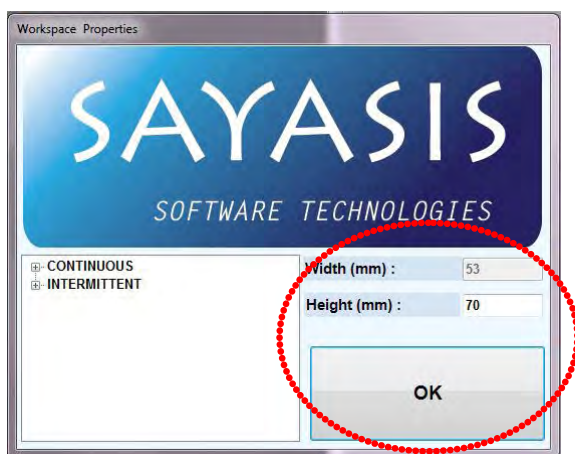 Workspace Properties
SAYASIS
SOFTWARE TECHNOLOGIES
CONTINUOUS
INTERMITTENT
Width (mm) : 53
Height (mm) : 70
OK